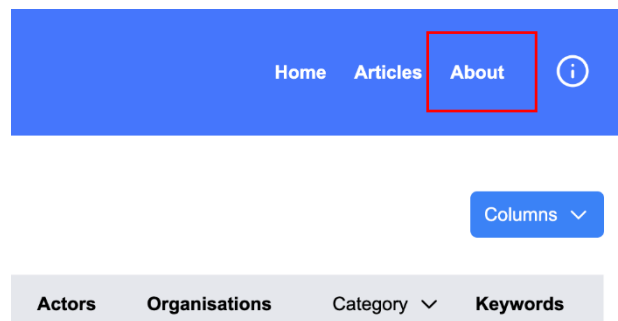 Home Articles About
Columns
Actors Organisations Category Keywords